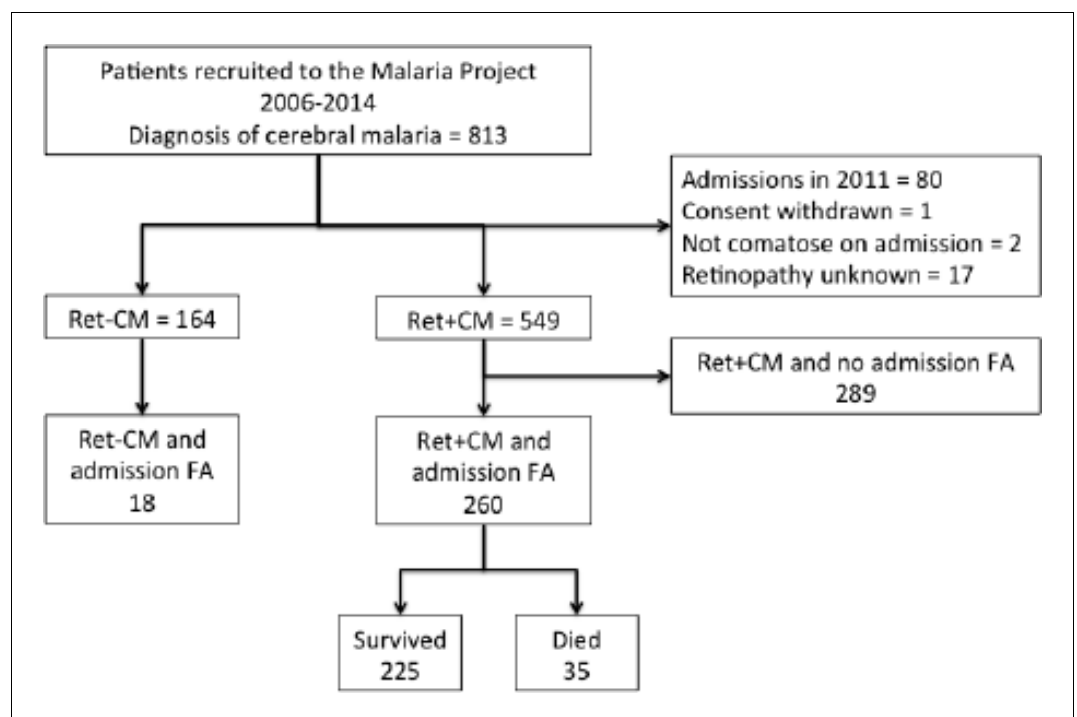 Patients recruited to the Malaria Project
2006-2014
Diagnosis of cerebral malaria = 813
Admissions in 2011 = 80
Consent withdrawn = 1
Not comatose on admission = 2
Retinopathy unknown = 17
Ret-CM = 164
Ret+CM = 549
Ret+CM and no admission FA
289
Ret-CM and
admission FA
18
Ret+CM and
admission FA
260
Survived
225
Died
35